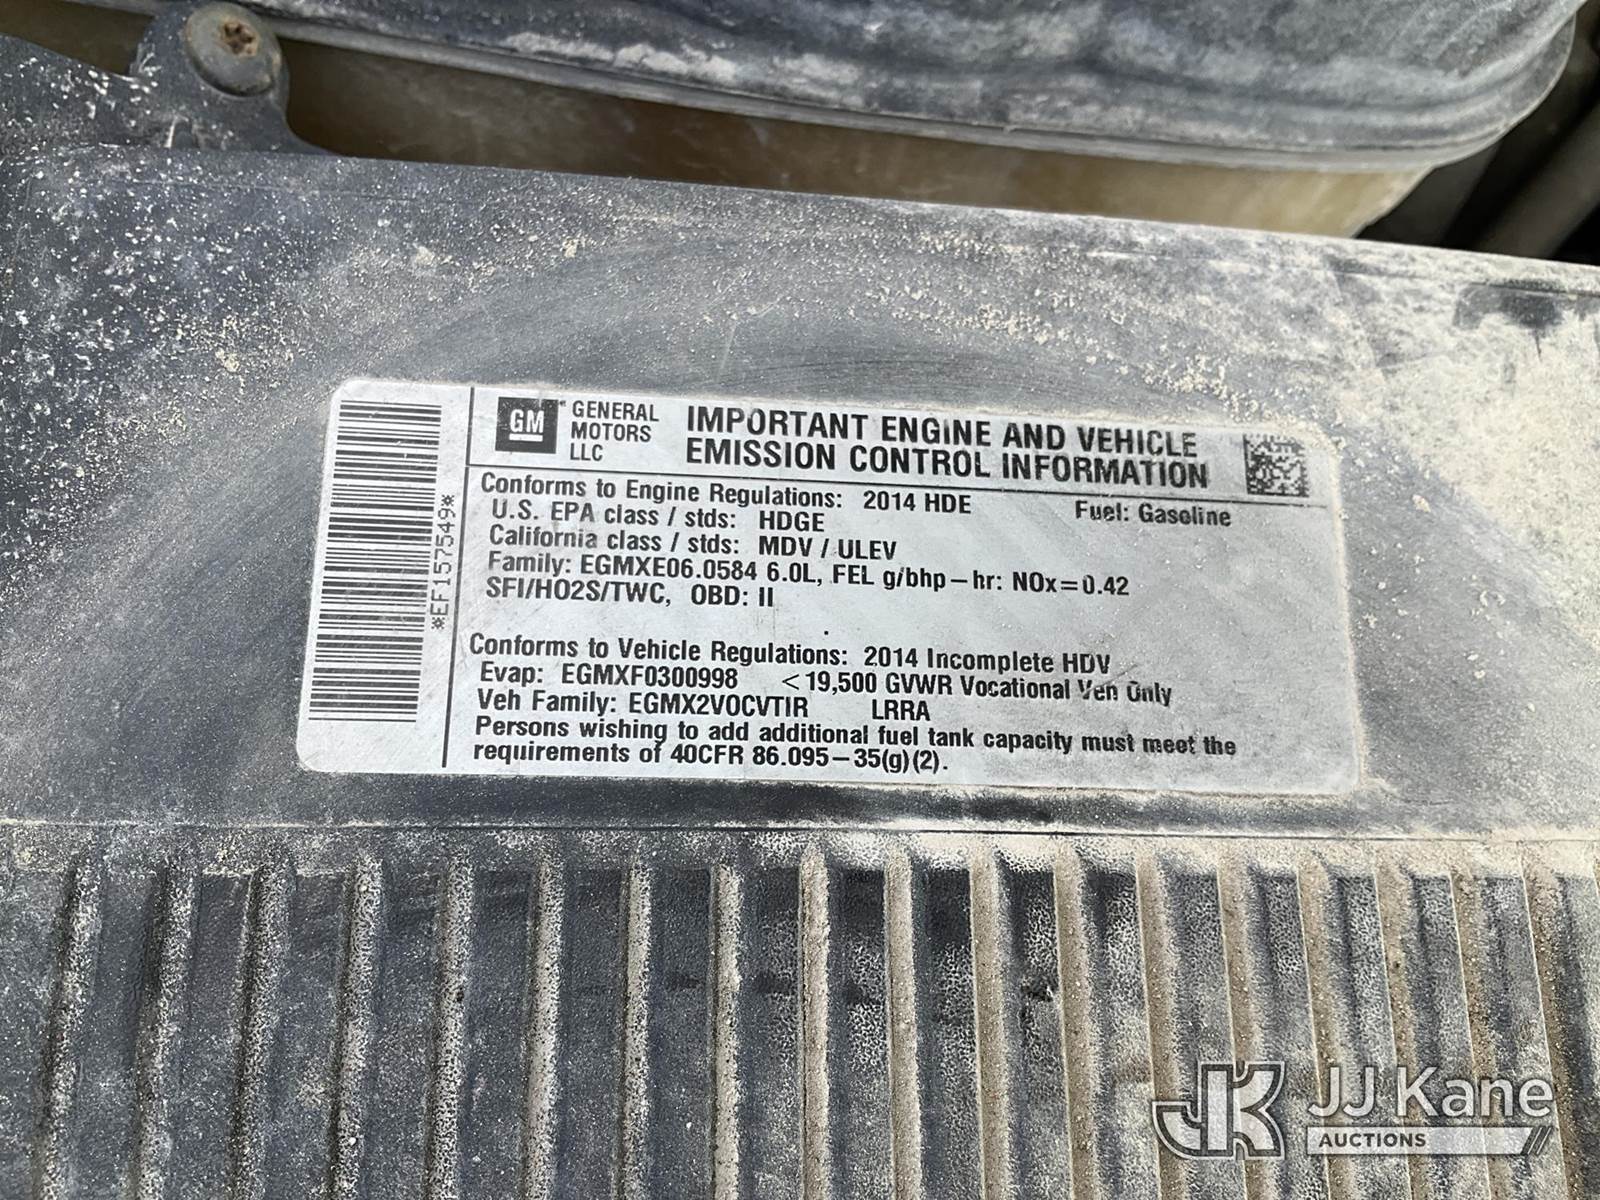 GM
GENERAL
MOTORS
LLC
IMPORTANT ENGINE AND VEHICLE
EMISSION CONTROL INFORMATION
Conforms to Engine Regulations: 2014 HDE
Fuel: Gasoline
U.S. EPA class / stds: HDGE
California class / stds: MDV / ULEV
Family: EGMXE06.0584 6.0L, FEL g/bhp-hr: NOx=0.42
SFI/HO2S/TWC, OBD: II
Conforms to Vehicle Regulations: 2014 Incomplete HDV
Evap: EGMXF0300998 <19,500 GVWR Vocational Veh Only
Veh Family: EGMX2VOCVTIR LRRA
Persons wishing to add additional fuel tank capacity must meet the
requirements of 40CFR 86.095-35(g)(2).
*EF157549*
JK JJ Kane
AUCTIONS